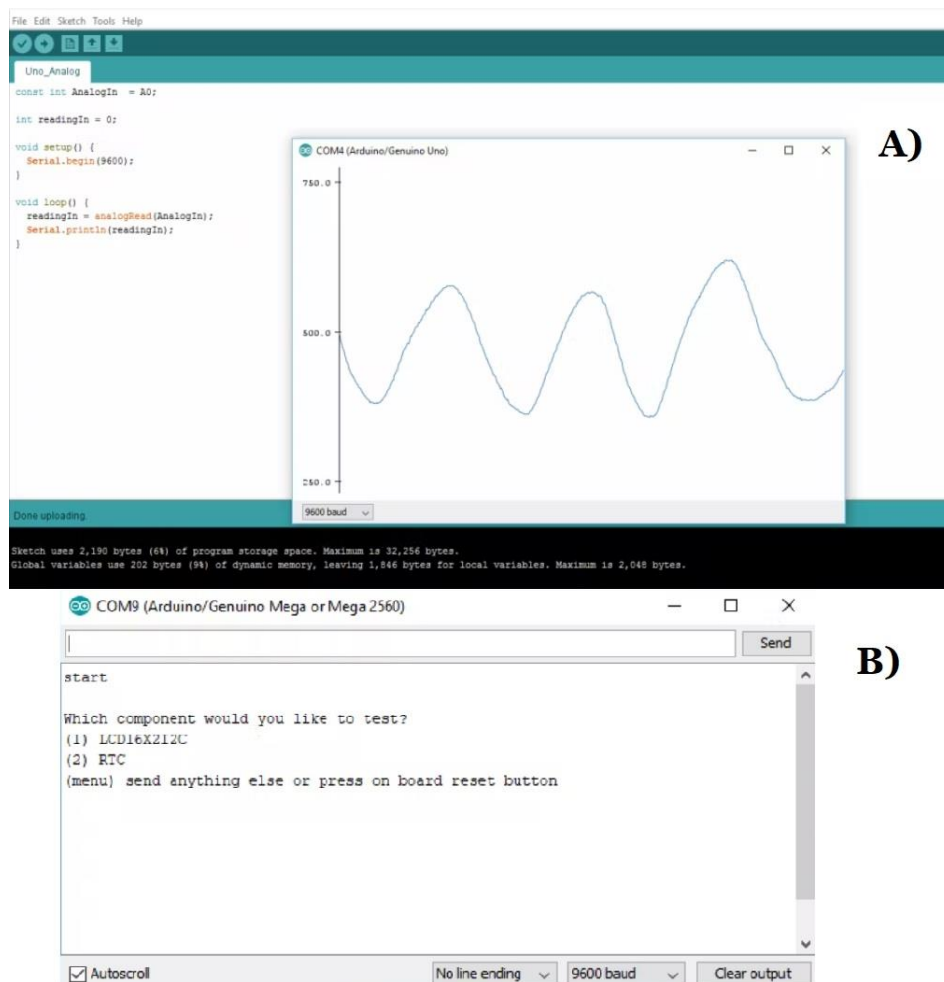 File Edit Sketch Tools Help
Uno_Analog
const int AnalogIn = A0;
int readingIn = 0;
void setup() {
Serial.begin(9600);
}
void loop() {
readingIn = analogRead(AnalogIn);
Serial.println(readingIn);
}
COM4 (Arduino/Genuino Uno)
A)
750.0
500.0
250.0
9600 baud
Done uploading
Sketch uses 2,190 bytes (6%) of program storage space. Maximum is 32,256 bytes.
Global variables use 202 bytes (9%) of dynamic memory, leaving 1,846 bytes for local variables. Maximum is 2,048 bytes.
COM9 (Arduino/Genuino Mega or Mega 2560)
Send
B)
start
Which component would you like to test?
(1) LCD16X2I2C
(2) RTC
(menu) send anything else or press on board reset button
Autoscroll
No line ending
9600 baud
Clear output